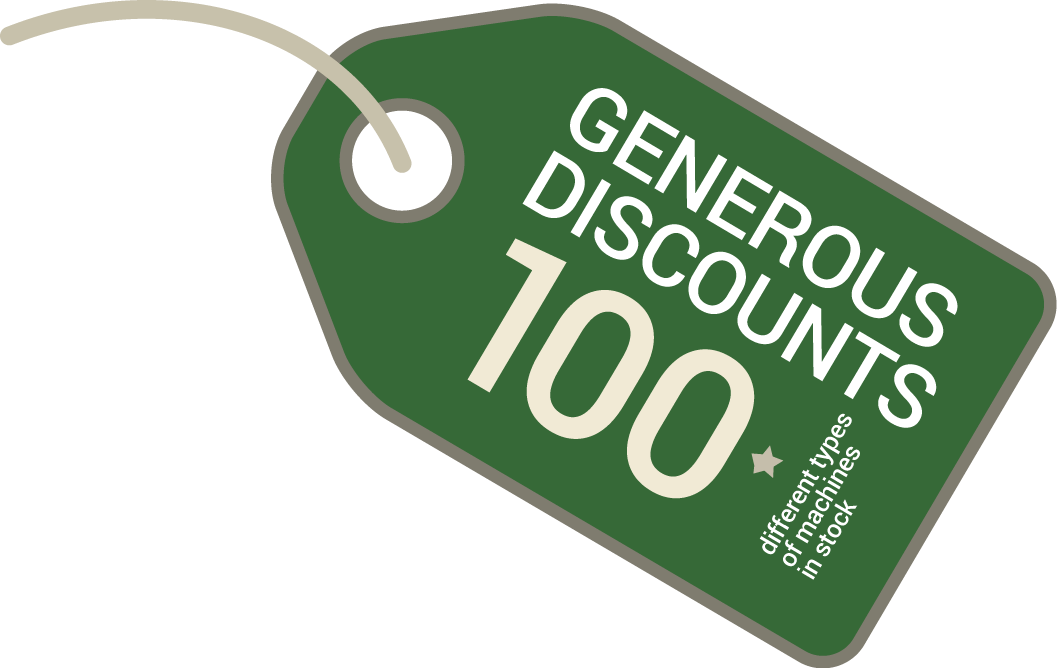 GENEROUS
DISCOUNTS
100
different types
of machines
in stock